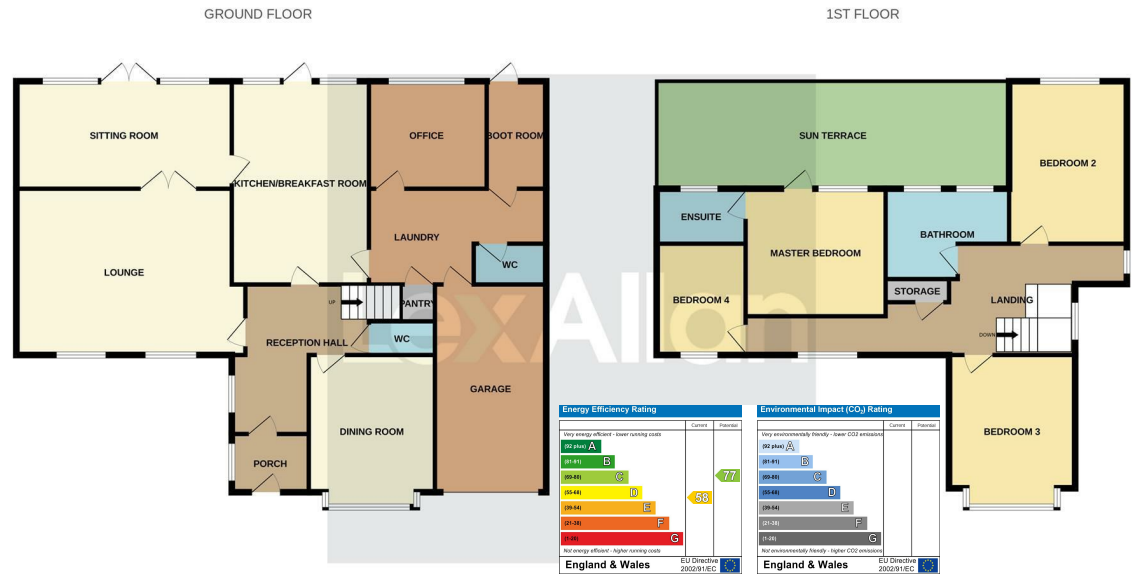 GROUND FLOOR
1ST FLOOR
SITTING ROOM
OFFICE
BOOT ROOM
KITCHEN/BREAKFAST ROOM
LAUNDRY
LOUNGE
WC
UP
PANTRY
RECEPTION HALL
WC
GARAGE
DINING ROOM
PORCH
SUN TERRACE
BEDROOM 2
ENSUITE
BATHROOM
MASTER BEDROOM
STORAGE
BEDROOM 4
LANDING
DOWN
BEDROOM 3
LexAllan
Energy Efficiency Rating
Current Potential
Very energy efficient - lower running costs
(92 plus) A
(81-91) B
(69-80) C
(55-68) D
(39-54) E
(21-38) F
(1-20) G
58
77
Not energy efficient - higher running costs
England & Wales
EU Directive
2002/91/EC
Environmental Impact (CO₂) Rating
Current Potential
Very environmentally friendly - lower CO2 emissions
(92 plus) A
(81-91) B
(69-80) C
(55-68) D
(39-54) E
(21-38) F
(1-20) G
Not environmentally friendly - higher CO2 emissions
England & Wales
EU Directive
2002/91/EC